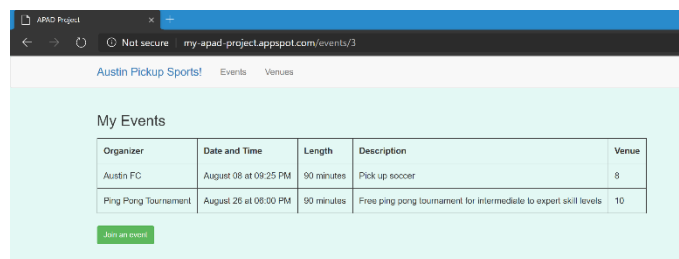 APAD Project
Not secure my-apad-project.appspot.com/events/3
Austin Pickup Sports! Events Venues
My Events
Organizer Date and Time Length Description Venue
Austin FC August 08 at 09:25 PM 90 minutes Pick up soccer 8
Ping Pong Tournament August 26 at 06:00 PM 90 minutes Free ping pong tournament for intermediate to expert skill levels 10
Join an event